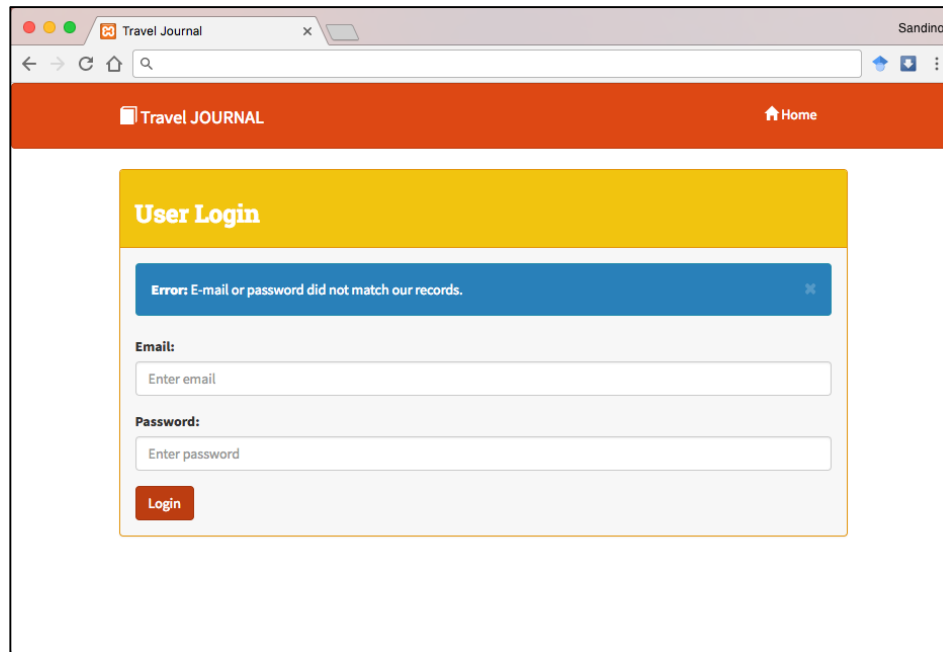 Travel Journal
Sandino
Travel JOURNAL
Home
User Login
Error: E-mail or password did not match our records.
Email:
Enter email
Password:
Enter password
Login